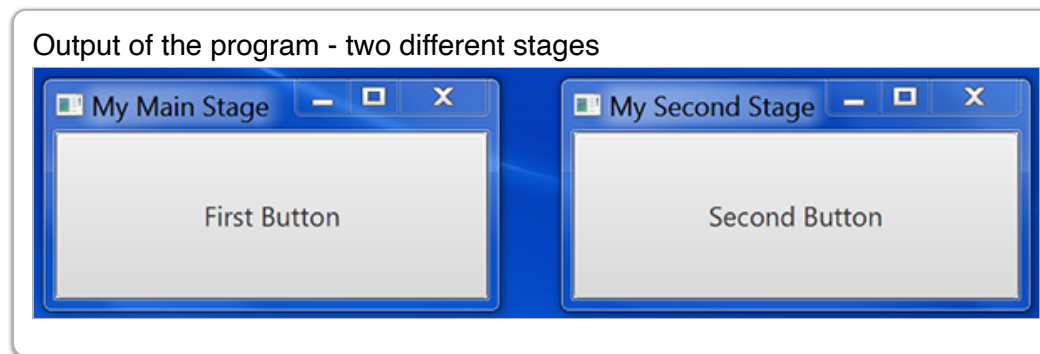 Output of the program - two different stages
My Main Stage
My Second Stage
First Button
Second Button